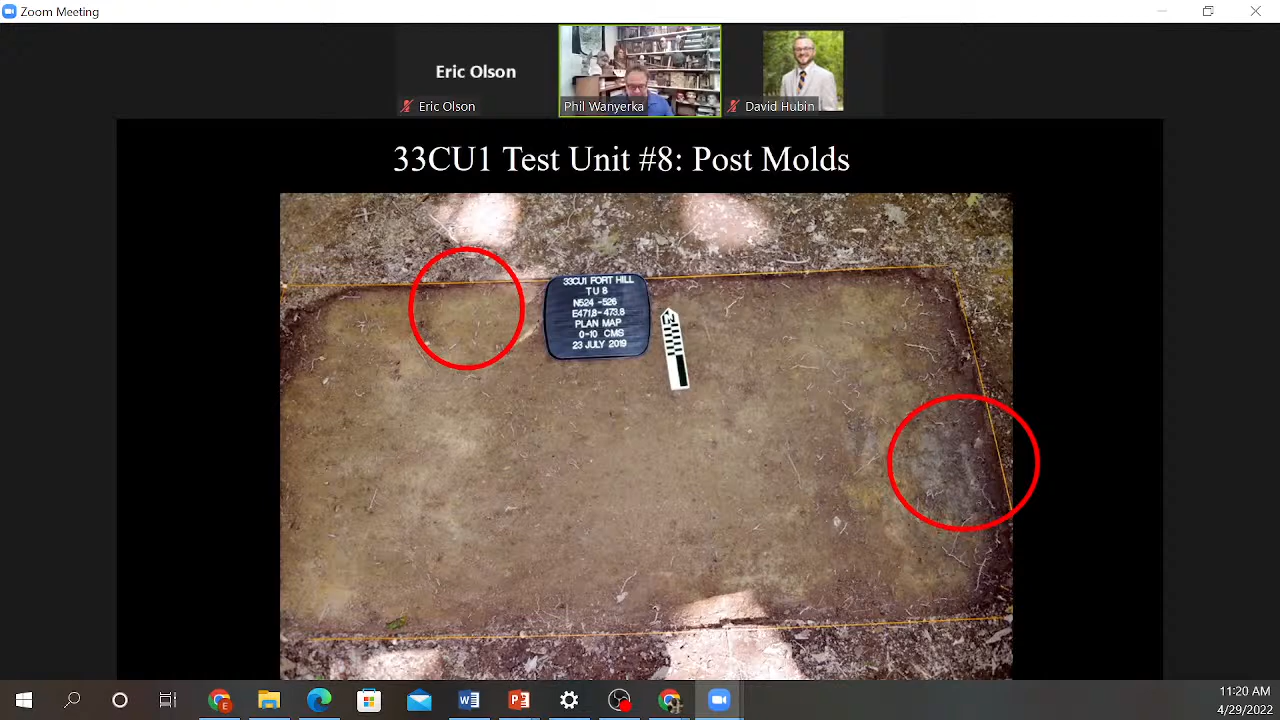 Zoom Meeting
Eric Olson
Eric Olson
Phil Wanyerka
David Hubin
33CU1 Test Unit #8: Post Molds
33CU1 FORT HILL
TU 8
N524 -526
E471.8-473.8
PLAN MAP
0-10 CMS
23 JULY 2019
11:20 AM
4/29/2022